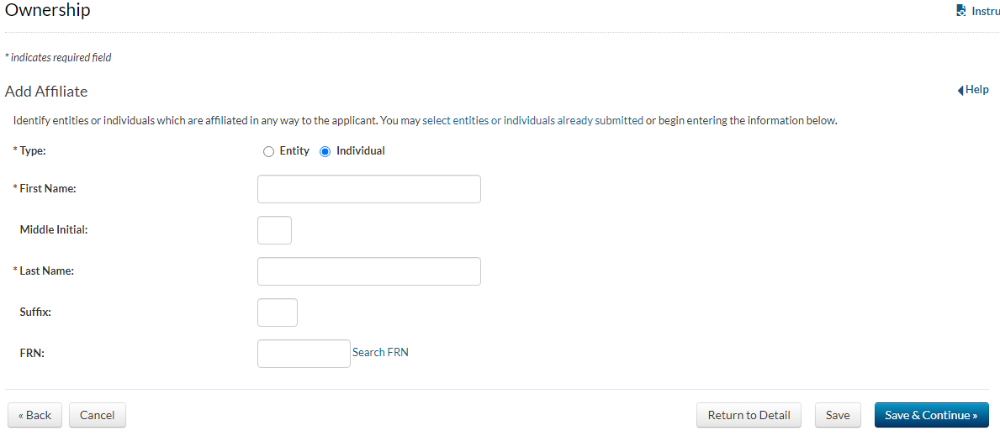 Ownership
Instru
* indicates required field
Add Affiliate
Help
Identify entities or individuals which are affiliated in any way to the applicant. You may select entities or individuals already submitted or begin entering the information below.
* Type: Entity Individual
* First Name:
Middle Initial:
* Last Name:
Suffix:
FRN: Search FRN
« Back Cancel Return to Detail Save Save & Continue »